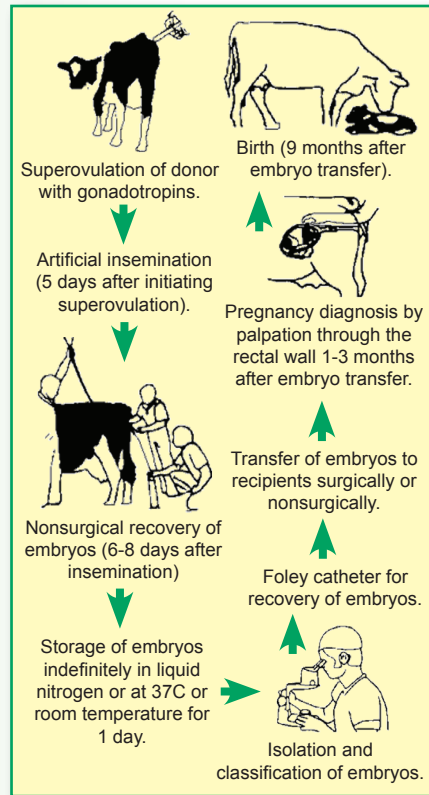 Superovulation of donor
with gonadotropins.
Artificial insemination
(5 days after initiating
superovulation).
Nonsurgical recovery of
embryos (6-8 days after
insemination)
Storage of embryos
indefinitely in liquid
nitrogen or at 37C or
room temperature for
1 day.
Isolation and
classification of embryos.
Foley catheter for
recovery of embryos.
Transfer of embryos to
recipients surgically or
nonsurgically.
Pregnancy diagnosis by
palpation through the
rectal wall 1-3 months
after embryo transfer.
Birth (9 months after
embryo transfer).